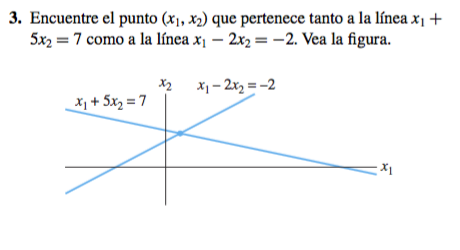 3. Encuentre el punto (x₁, x₂) que pertenece tanto a la línea x₁ +
5x₂ = 7 como a la línea x₁ − 2x₂ = −2. Vea la figura.
x₂ x₁ − 2x₂ = −2
x₁ + 5x₂ = 7
x₁